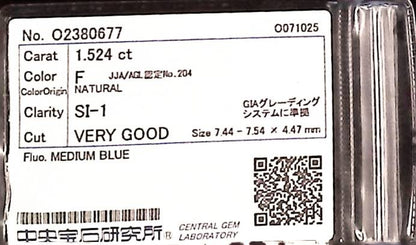 No. O2380677 O071025
Carat 1.524 ct
Color F JJA/AGL認定No.204
ColorOrigin NATURAL
Clarity SI-1 GIAグレーディング
システムに準拠
Cut VERY GOOD Size 7.44 - 7.54 × 4.47 mm
Fluo. MEDIUM BLUE
中央宝石研究所® CENTRAL GEM
LABORATORY